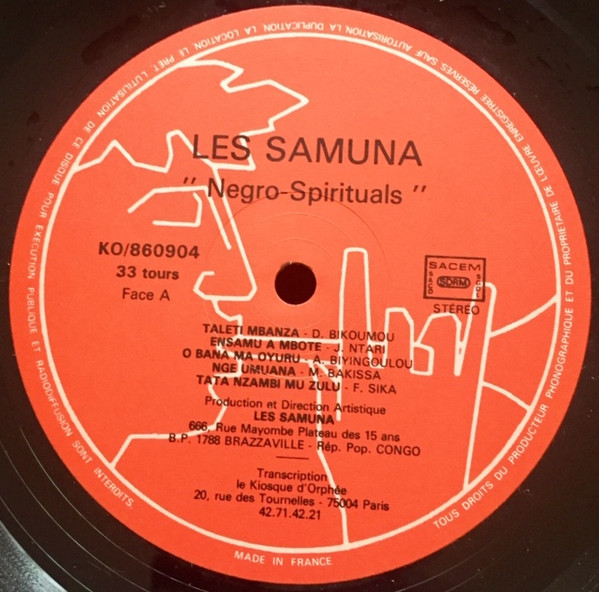 LES SAMUNA
" Negro-Spirituals "
KO/860904
33 tours
Face A
SACEM
SACD SDRM SGDL
STÉRÉO
TALETI MBANZA - D. BIKOUMOU
ENSAMU A MBOTE - J. NTARI
O BANA MA OYURU - A. BIYINGOULOU
NGE UMUANA - M. BAKISSA
TATA NZAMBI MU ZULU - F. SIKA
Production et Direction Artistique
LES SAMUNA
666, Rue Mayombe Plateau des 15 ans
B.P. 1788 BRAZZAVILLE - Rép. Pop. CONGO
Transcription
le Kiosque d'Orphée
20, rue des Tournelles - 75004 Paris
42.71.42.21
MADE IN FRANCE
TOUS DROITS DU PRODUCTEUR PHONOGRAPHIQUE ET DU PROPRIETAIRE DE L'ŒUVRE ENREGISTREE RESERVES SAUF AUTORISATION LA DUPLICATION, LA LOCATION, LE PRET, L'UTILISATION DE CE DISQUE POUR EXECUTION PUBLIQUE ET RADIODIFFUSION SONT INTERDITS.